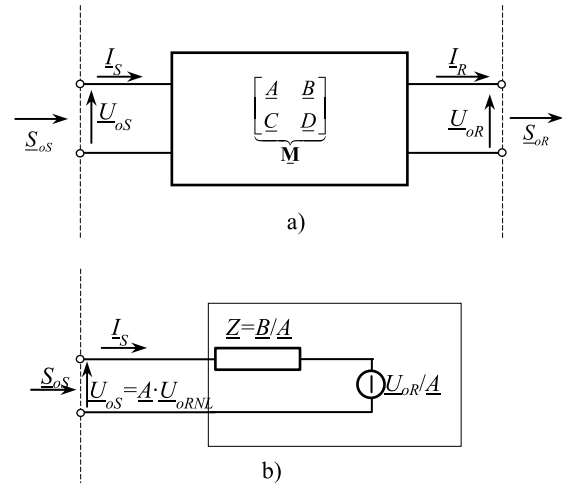 I_S I_R
A B
U_oS U_oR
C D
S_oS M S_oR
a)
I_S Z=B/A
S_oS U_oS=A·U_oRNL U_oR/A
b)